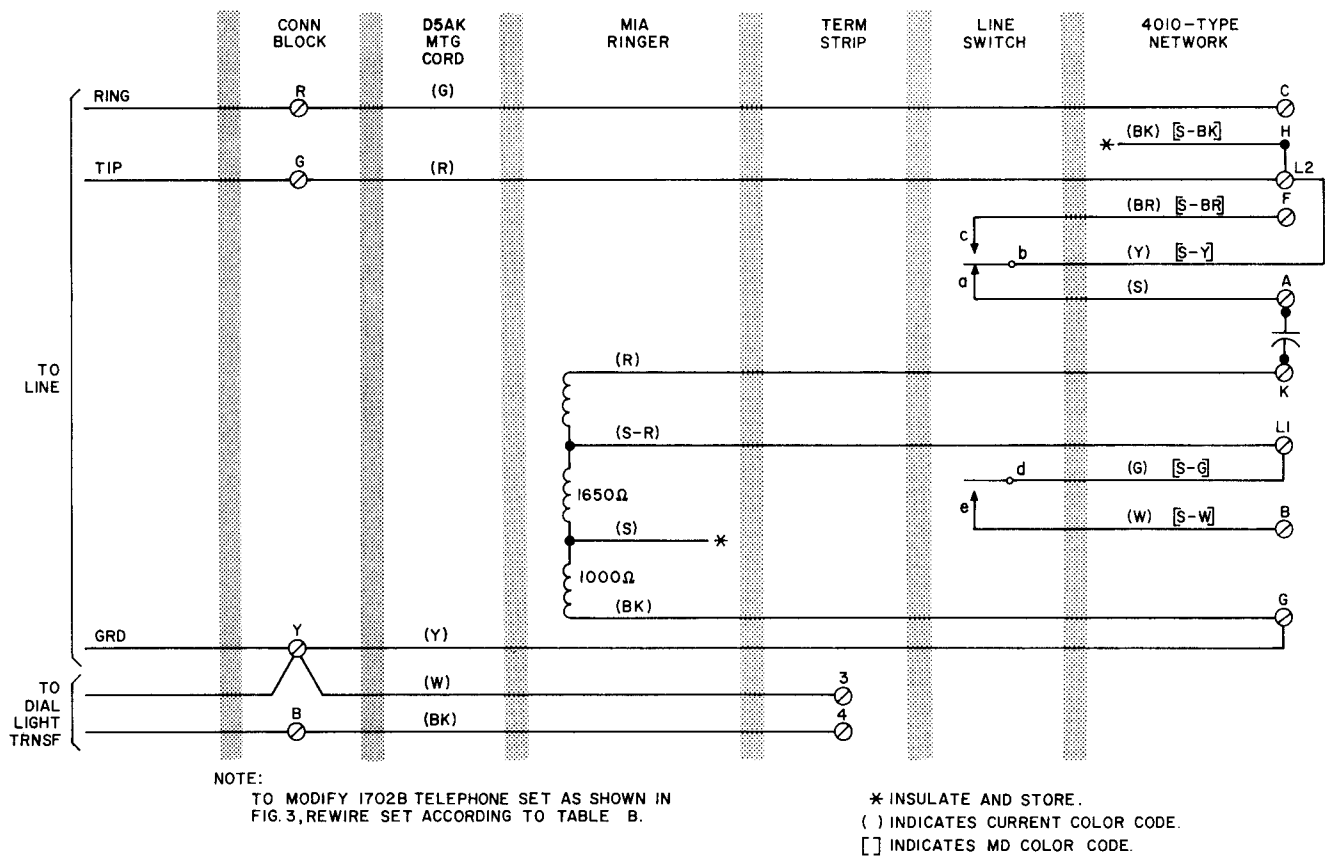 CONN
BLOCK
D5AK
MTG
CORD
MIA
RINGER
TERM
STRIP
LINE
SWITCH
4010-TYPE
NETWORK
RING
R
(G)
C
(BK) [S-BK]
H
*
TIP
G
(R)
L2
(BR) [S-BR]
F
c
b
(Y) [S-Y]
a
(S)
A
TO
LINE
(R)
K
(S-R)
L1
d
(G) [S-G]
1650Ω
e
(W) [S-W]
B
(S)
*
1000Ω
(BK)
G
GRD
Y
(Y)
TO
DIAL
LIGHT
TRNSF
(W)
3
B
(BK)
4
NOTE:
TO MODIFY 1702B TELEPHONE SET AS SHOWN IN
FIG. 3, REWIRE SET ACCORDING TO TABLE B.
* INSULATE AND STORE.
( ) INDICATES CURRENT COLOR CODE.
[ ] INDICATES MD COLOR CODE.